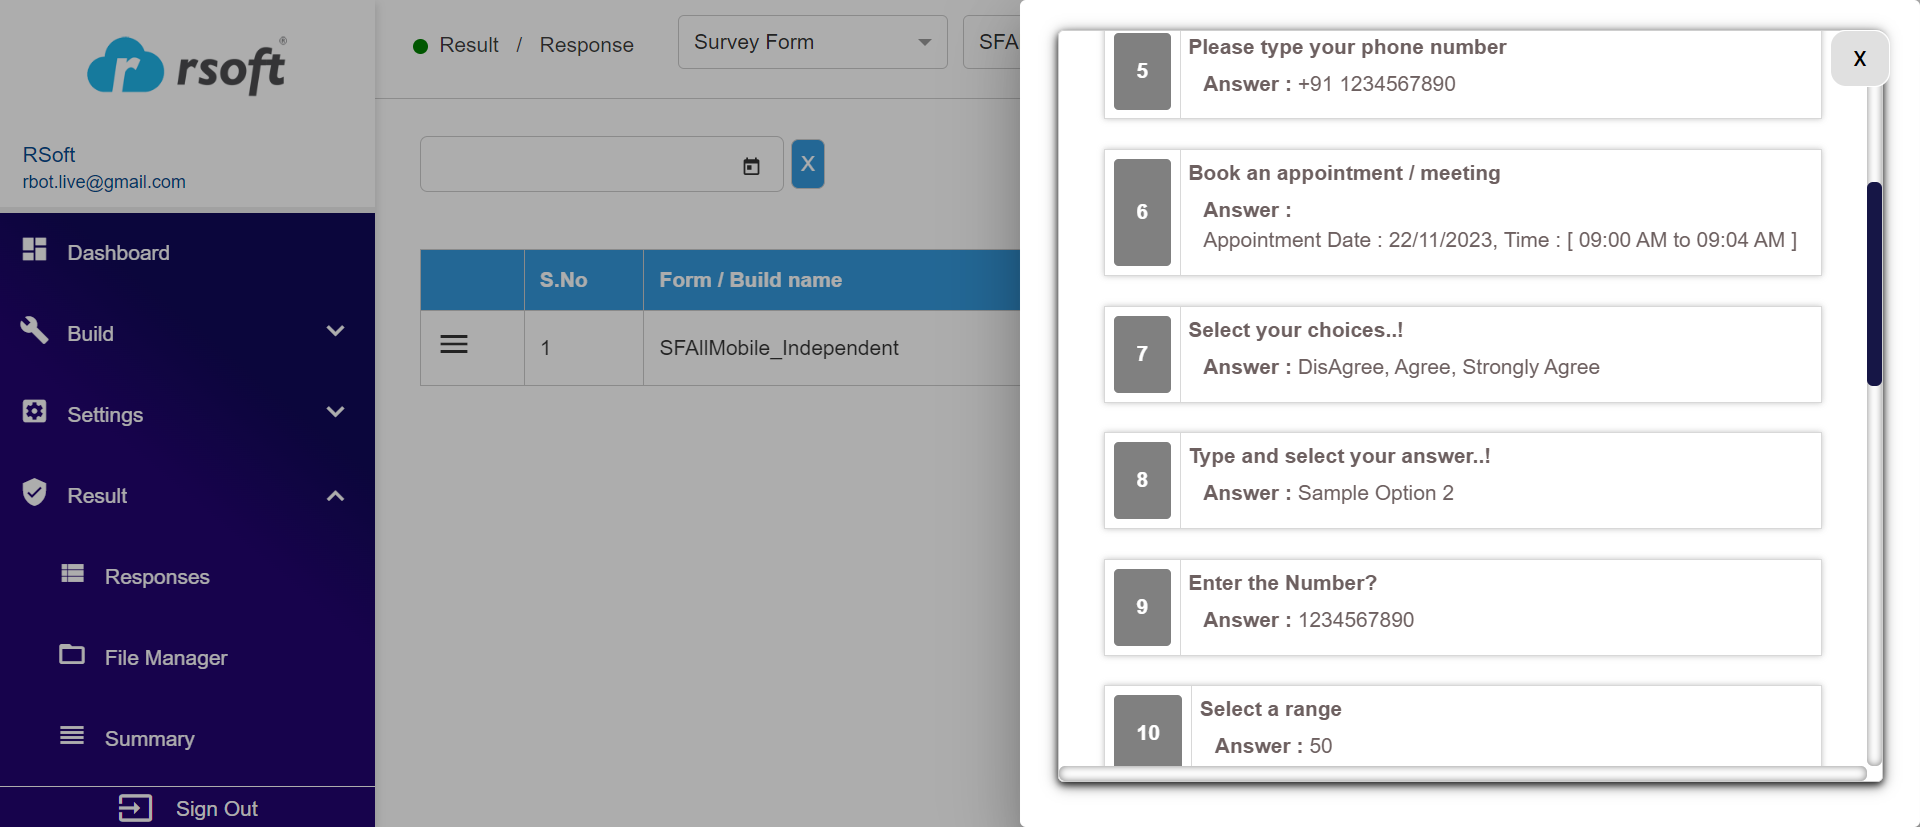 rsoft®
RSoft
rbot.live@gmail.com
Dashboard
Build
Settings
Result
Responses
File Manager
Summary
Sign Out
Result / Response
Survey Form
SFA
X
S.No Form / Build name
1 SFAllMobile_Independent
X
5 Please type your phone number
Answer : +91 1234567890
6 Book an appointment / meeting
Answer :
Appointment Date : 22/11/2023, Time : [ 09:00 AM to 09:04 AM ]
7 Select your choices..!
Answer : DisAgree, Agree, Strongly Agree
8 Type and select your answer..!
Answer : Sample Option 2
9 Enter the Number?
Answer : 1234567890
10 Select a range
Answer : 50